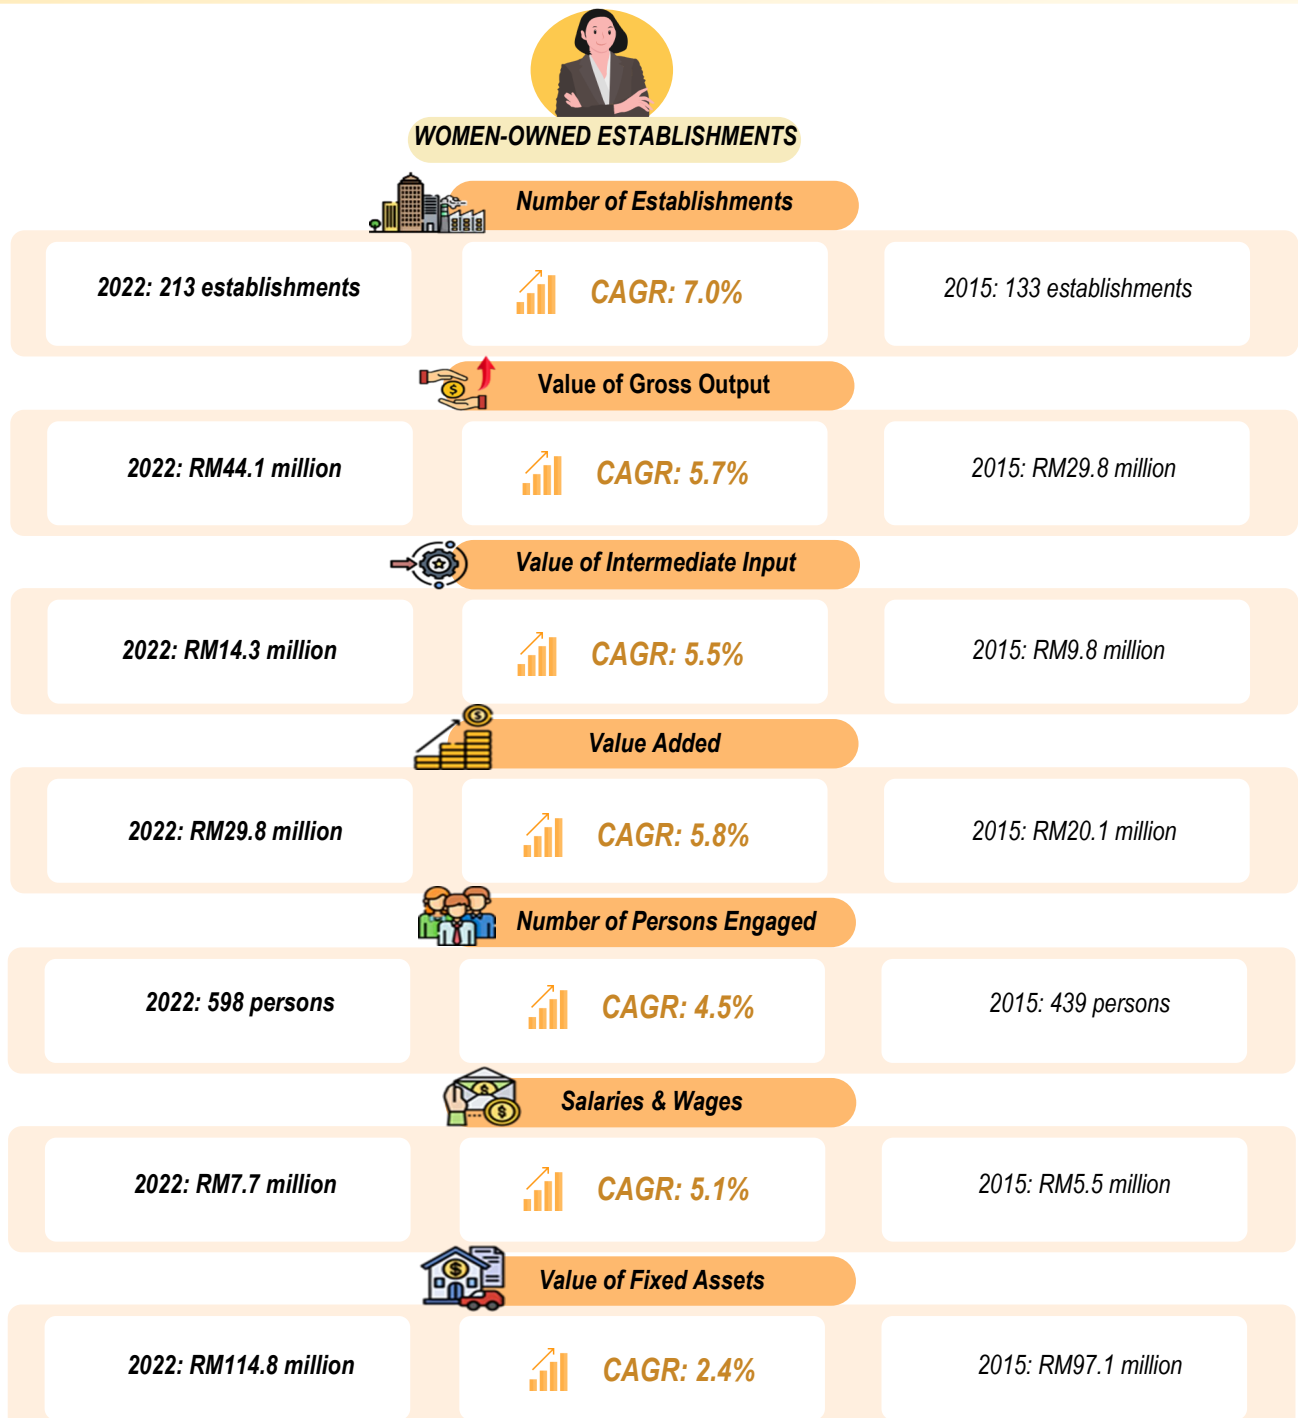 WOMEN-OWNED ESTABLISHMENTS
Number of Establishments
2022: 213 establishments
CAGR: 7.0%
2015: 133 establishments
Value of Gross Output
2022: RM44.1 million
CAGR: 5.7%
2015: RM29.8 million
Value of Intermediate Input
2022: RM14.3 million
CAGR: 5.5%
2015: RM9.8 million
Value Added
2022: RM29.8 million
CAGR: 5.8%
2015: RM20.1 million
Number of Persons Engaged
2022: 598 persons
CAGR: 4.5%
2015: 439 persons
Salaries & Wages
2022: RM7.7 million
CAGR: 5.1%
2015: RM5.5 million
Value of Fixed Assets
2022: RM114.8 million
CAGR: 2.4%
2015: RM97.1 million